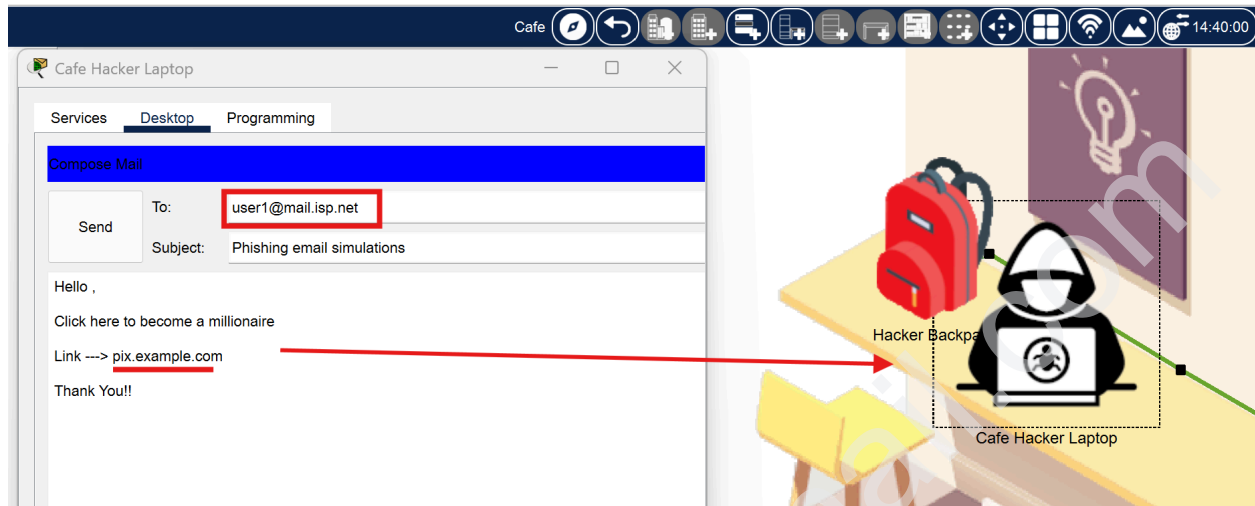 Cafe 14:40:00
Cafe Hacker Laptop
Services Desktop Programming
Compose Mail
Send
To: user1@mail.isp.net
Subject: Phishing email simulations
Hello ,
Click here to become a millionaire
Link ---> pix.example.com
Thank You!!
Hacker Backpa
Cafe Hacker Laptop